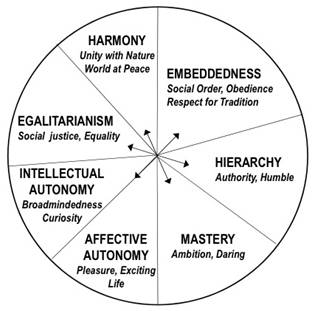 HARMONY
Unity with Nature
World at Peace
EMBEDDEDNESS
Social Order, Obedience
Respect for Tradition
HIERARCHY
Authority, Humble
MASTERY
Ambition, Daring
AFFECTIVE
AUTONOMY
Pleasure, Exciting
Life
INTELLECTUAL
AUTONOMY
Broadmindedness
Curiosity
EGALITARIANISM
Social justice, Equality